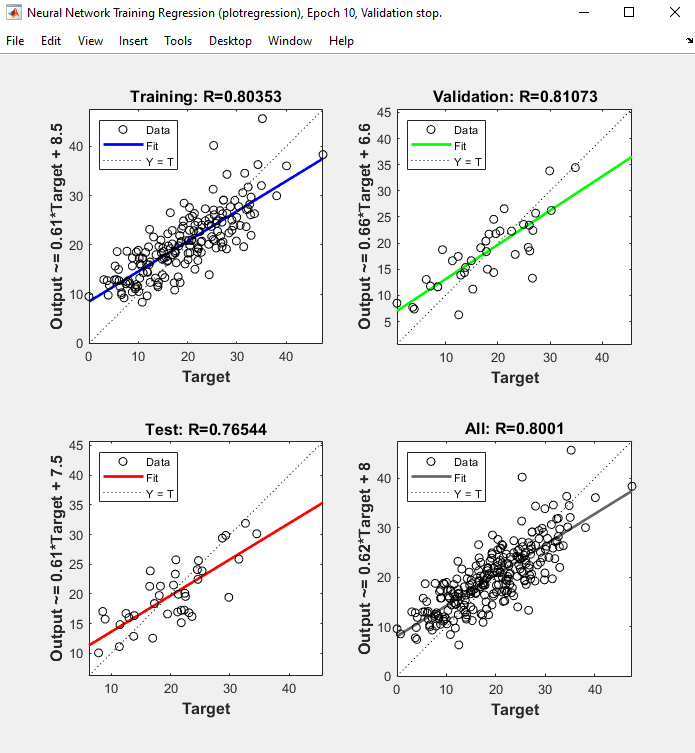 Neural Network Training Regression (plotregression), Epoch 10, Validation stop.
File Edit View Insert Tools Desktop Window Help
Training: R=0.80353
Output ~= 0.61*Target + 8.5
Data
Fit
Y = T
40
30
20
10
0
0 10 20 30 40
Target
Validation: R=0.81073
Output ~= 0.66*Target + 6.6
Data
Fit
Y = T
45
40
35
30
25
20
15
10
5
10 20 30 40
Target
Test: R=0.76544
Output ~= 0.61*Target + 7.5
Data
Fit
Y = T
45
40
35
30
25
20
15
10
10 20 30 40
Target
All: R=0.8001
Output ~= 0.62*Target + 8
Data
Fit
Y = T
40
30
20
10
0
0 10 20 30 40
Target